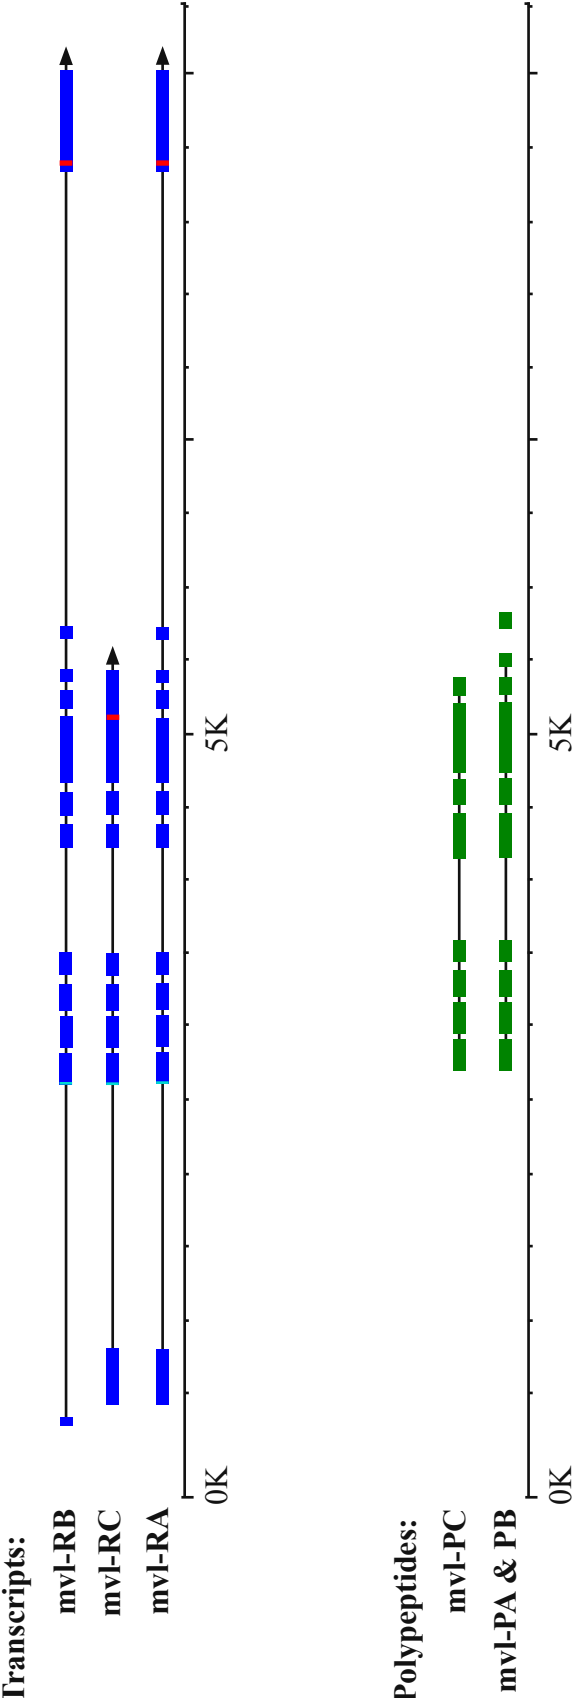 Transcripts:
mvl-RB
mvl-RC
mvl-RA
0K
5K
Polypeptides:
mvl-PC
mvl-PA & PB
0K
5K